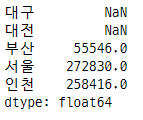 대구 NaN
대전 NaN
부산 55546.0
서울 272830.0
인천 258416.0
dtype: float64